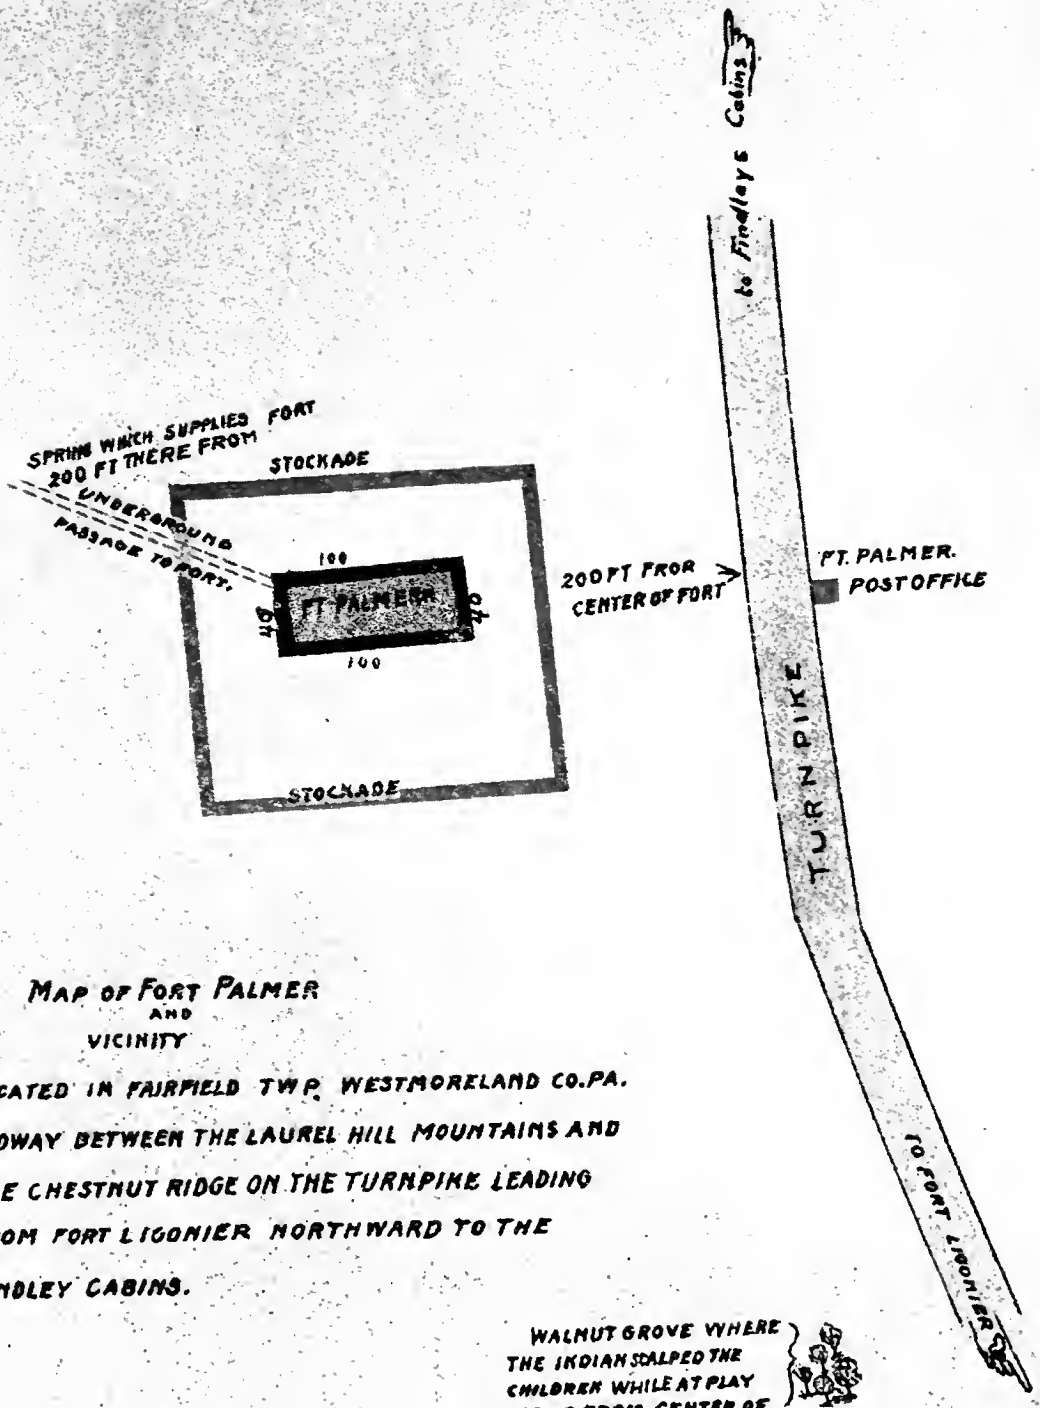 to Findlays Cabins
SPRING WHICH SUPPLIES FORT
200 FT THERE FROM
UNDERGROUND
PASSAGE TO FORT.
STOCKADE
100
FT PALMER
40
40
100
STOCKADE
200 FT FROR
CENTER OF FORT
FT. PALMER.
POST OFFICE
TURNPIKE
MAP OF FORT PALMER
AND
VICINITY
CATED IN FAIRFIELD TWP. WESTMORELAND CO. PA.
DWAY BETWEEN THE LAUREL HILL MOUNTAINS AND
E CHESTNUT RIDGE ON THE TURNPIKE LEADING
OM FORT LIGONIER NORTHWARD TO THE
NDLEY CABINS.
TO FORT LIGONIER
WALNUT GROVE WHERE
THE INDIAN SCALPED THE
CHILDREN WHILE AT PLAY
FROM CENTER OF